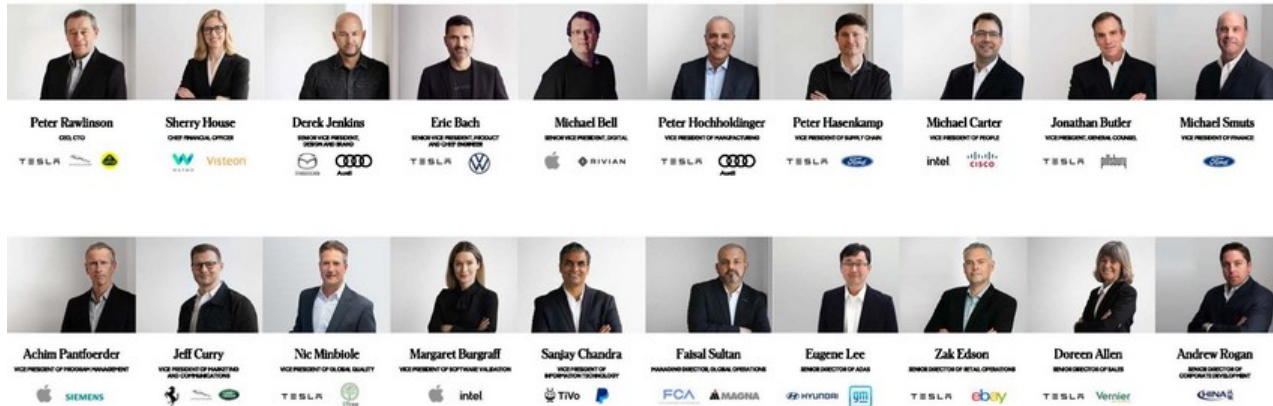 Peter Rawlinson
CEO, CTO
TESLA
Sherry House
CHIEF FINANCIAL OFFICER
WAYMO Visteon
Derek Jenkins
SENIOR VICE PRESIDENT,
DESIGN AND BRAND
Audi
Eric Bach
SENIOR VICE PRESIDENT, PRODUCT
AND CHIEF ENGINEER
TESLA
Michael Bell
SENIOR VICE PRESIDENT, DIGITAL
RIVIAN
Peter Hochholdinger
VICE PRESIDENT OF MANUFACTURING
TESLA Audi
Peter Hasenkamp
VICE PRESIDENT OF SUPPLY CHAIN
TESLA Ford
Michael Carter
VICE PRESIDENT OF PEOPLE
intel CISCO
Jonathan Butler
VICE PRESIDENT, GENERAL COUNSEL
TESLA pillsbury
Michael Smuts
VICE PRESIDENT OF FINANCE
Ford
Achim Pantfoerder
VICE PRESIDENT OF PROGRAM MANAGEMENT
SIEMENS
Jeff Curry
VICE PRESIDENT OF MARKETING
AND COMMUNICATIONS
Nic Minbiole
VICE PRESIDENT OF GLOBAL QUALITY
TESLA
Margaret Burgraff
VICE PRESIDENT OF SOFTWARE VALIDATION
intel
Sanjay Chandra
VICE PRESIDENT OF
INFORMATION TECHNOLOGY
TiVo
Faisal Sultan
MANAGING DIRECTOR, GLOBAL OPERATIONS
FCA MAGNA
Eugene Lee
SENIOR DIRECTOR OF ADAS
HYUNDAI gm
Zak Edson
SENIOR DIRECTOR OF RETAIL OPERATIONS
TESLA ebay
Doreen Allen
SENIOR DIRECTOR OF SALES
TESLA Vernier
Andrew Rogan
SENIOR DIRECTOR OF
CORPORATE DEVELOPMENT
CHINA